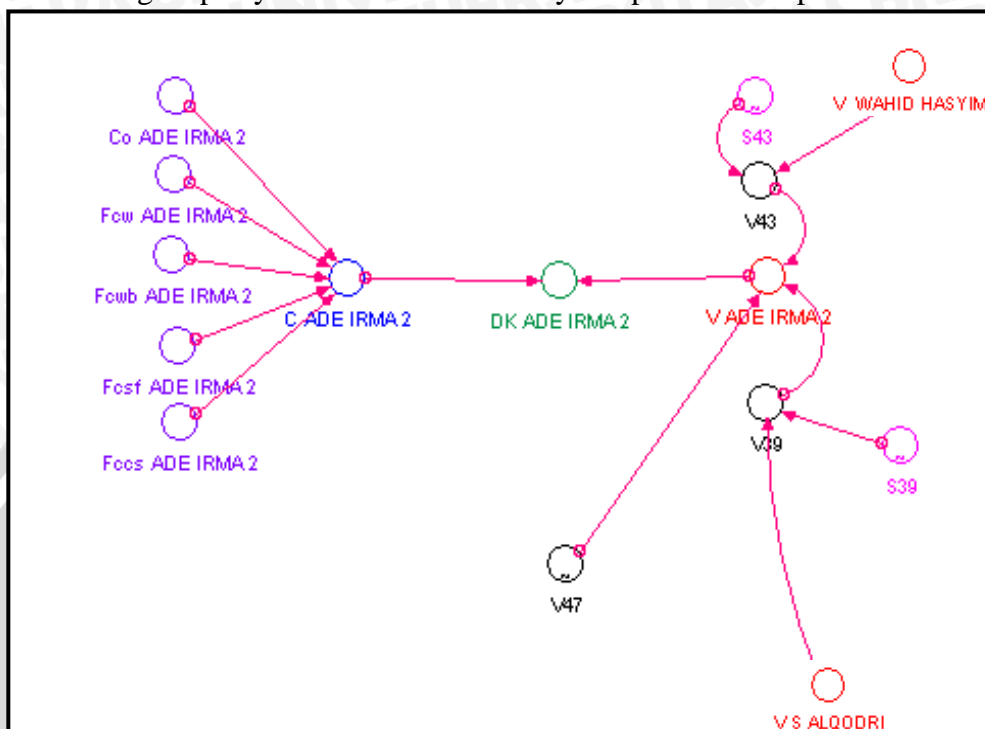 Co ADE IRMA 2
Fcw ADE IRMA 2
Fcwb ADE IRMA 2
Fcsf ADE IRMA 2
Fccs ADE IRMA 2
C ADE IRMA 2
DK ADE IRMA 2
V ADE IRMA 2
S43
V WAHID HASYIM
V43
V39
S39
V47
V S ALQODRI